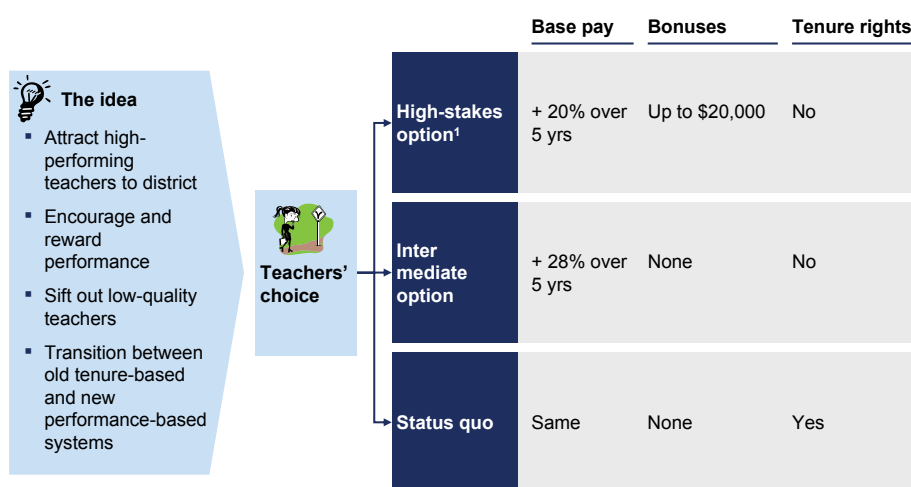 The idea
▪ Attract high-
performing
teachers to district
▪ Encourage and
reward
performance
▪ Sift out low-quality
teachers
▪ Transition between
old tenure-based
and new
performance-based
systems
Teachers’
choice
Base pay Bonuses Tenure rights
High-stakes
option¹
+ 20% over
5 yrs
Up to $20,000
No
Inter
mediate
option
+ 28% over
5 yrs
None
No
Status quo
Same
None
Yes